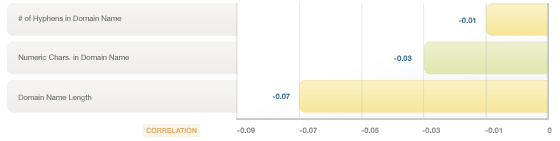 # of Hyphens in Domain Name -0.01
Numeric Chars. in Domain Name -0.03
Domain Name Length -0.07
CORRELATION -0.09 -0.07 -0.05 -0.03 -0.01 0